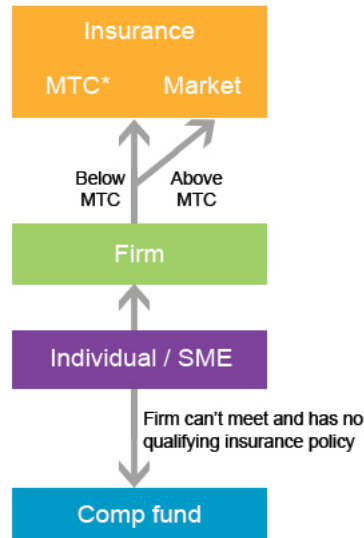 Insurance
MTC* Market
Below Above
MTC MTC
Firm
Individual / SME
Firm can't meet and has no
qualifying insurance policy
Comp fund